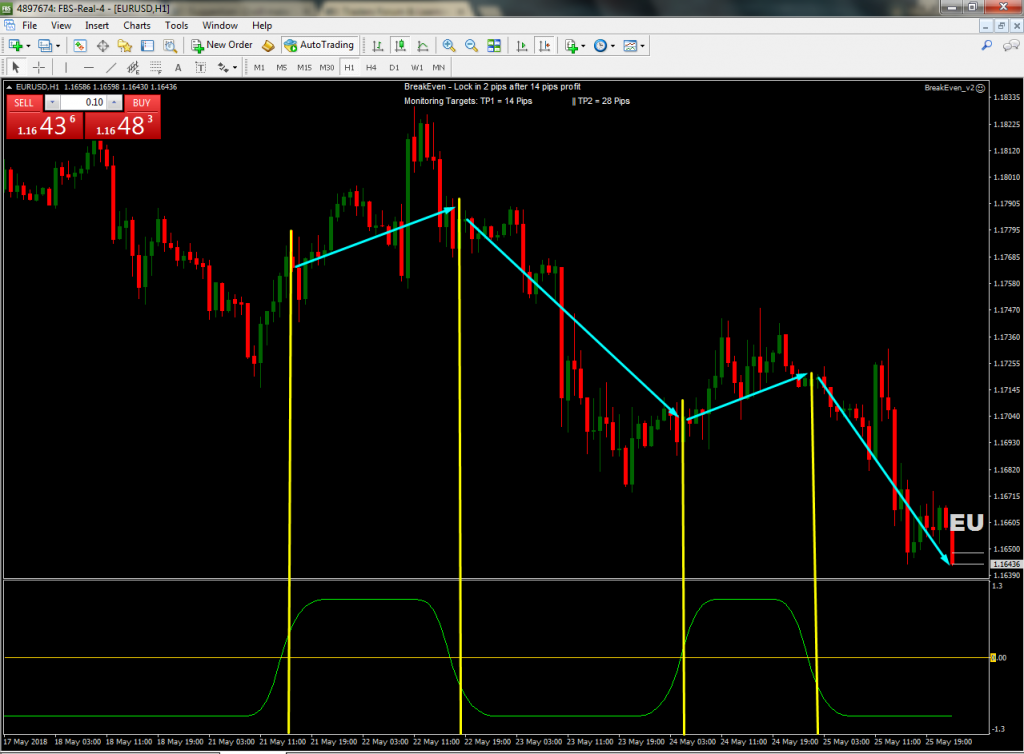 4897674: FBS-Real-4 - [EURUSD,H1]
File View Insert Charts Tools Window Help
New Order AutoTrading
A T M1 M5 M15 M30 H1 H4 D1 W1 MN
EURUSD,H1 1.16586 1.16598 1.16430 1.16436
BreakEven - Lock in 2 pips after 14 pips profit
BreakEven_v2
SELL 0.10 BUY
Monitoring Targets: TP1 = 14 Pips TP2 = 28 Pips
1.16 43 6 1.16 48 3
1.18335
1.18225
1.18120
1.18010
1.17905
1.17795
1.17685
1.17580
1.17470
1.17360
1.17255
1.17145
1.17040
1.16930
1.16820
1.16715
1.16605
EU
1.16500
1.16436
1.16390
1.3
0.00
-1.3
17 May 2018 18 May 03:00 18 May 11:00 18 May 19:00 21 May 03:00 21 May 11:00 21 May 19:00 22 May 03:00 22 May 11:00 22 May 19:00 23 May 03:00 23 May 11:00 23 May 19:00 24 May 03:00 24 May 11:00 24 May 19:00 25 May 03:00 25 May 11:00 25 May 19:00